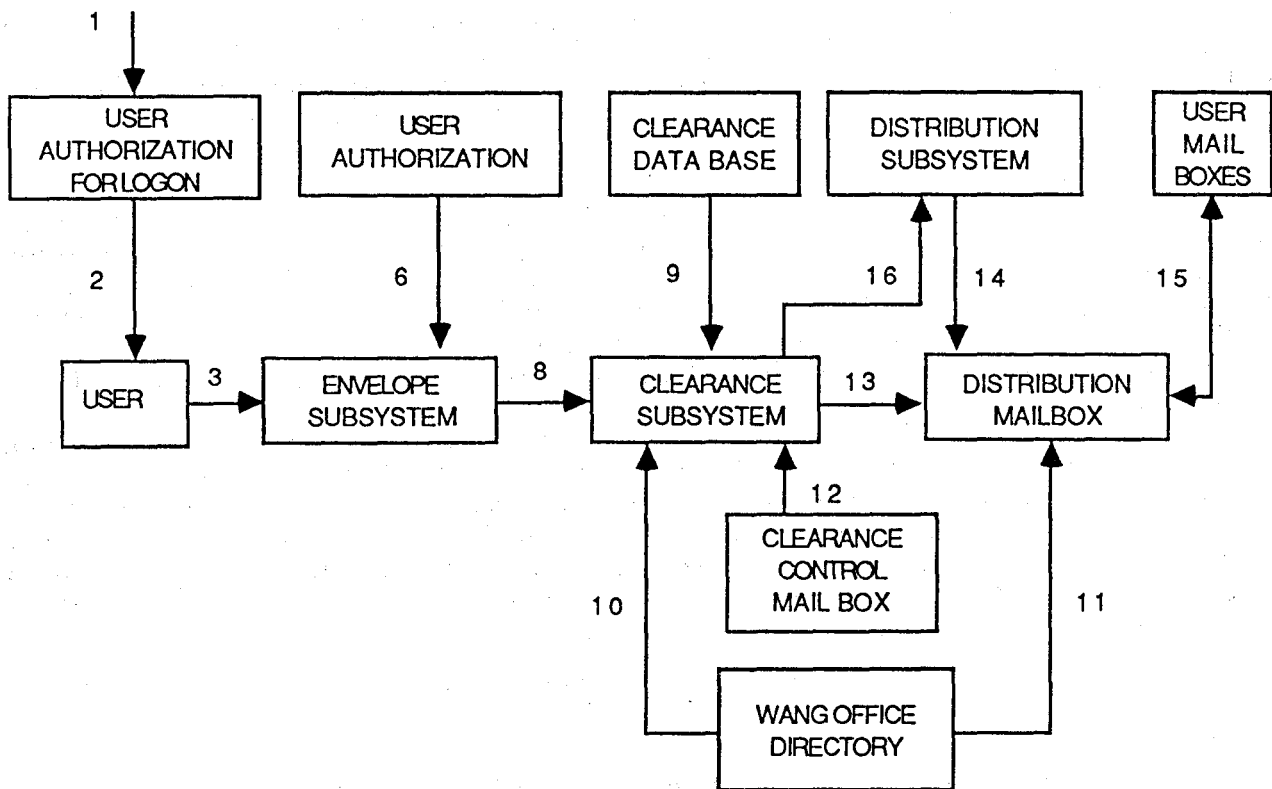 1
USER
AUTHORIZATION
FOR LOGON
USER
AUTHORIZATION
CLEARANCE
DATA BASE
DISTRIBUTION
SUBSYSTEM
USER
MAIL
BOXES
2
6
9
16
14
15
USER
3
ENVELOPE
SUBSYSTEM
8
CLEARANCE
SUBSYSTEM
13
DISTRIBUTION
MAILBOX
12
CLEARANCE
CONTROL
MAIL BOX
10
11
WANG OFFICE
DIRECTORY